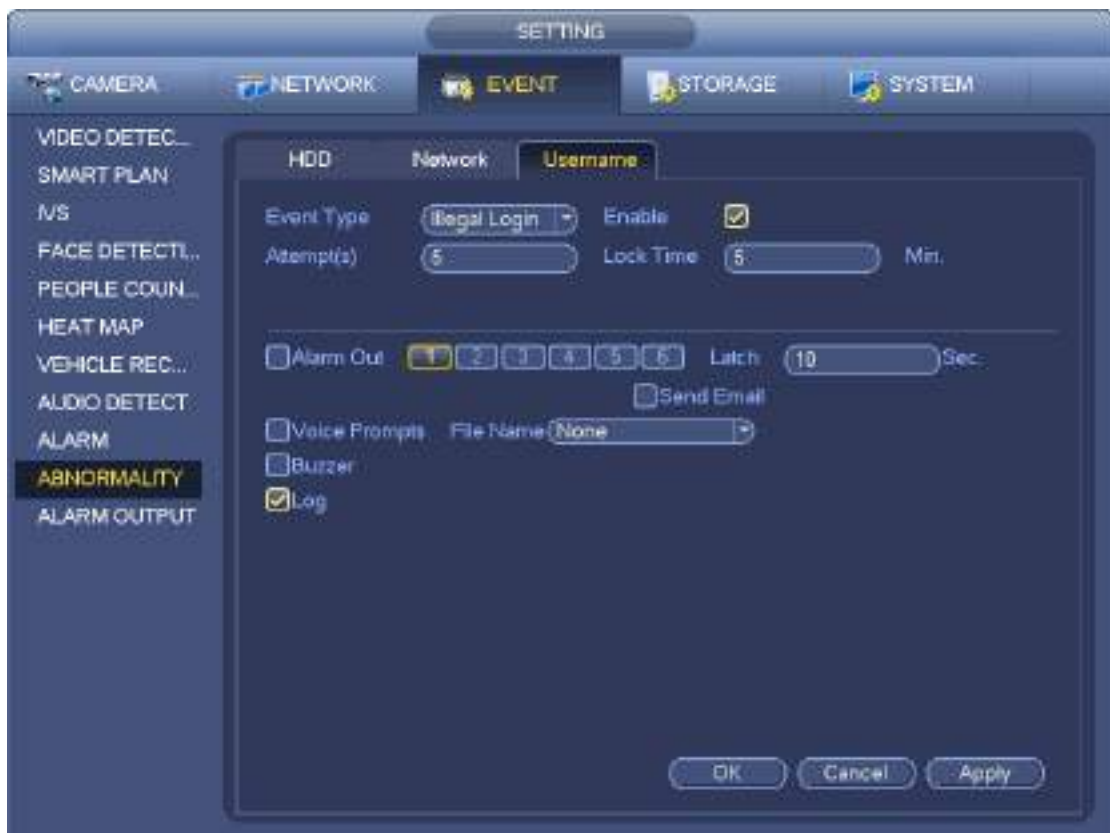 SETTING
CAMERA NETWORK EVENT STORAGE SYSTEM
VIDEO DETEC...
SMART PLAN
IVS
FACE DETECTI...
PEOPLE COUN...
HEAT MAP
VEHICLE REC...
AUDIO DETECT
ALARM
ABNORMALITY
ALARM OUTPUT
HDD Network Username
Event Type Illegal Login Enable
Attempt(s) 5 Lock Time 5 Min.
Alarm Out 1 2 3 4 5 6 Latch 10 Sec.
Send Email
Voice Prompts File Name None
Buzzer
Log
OK Cancel Apply